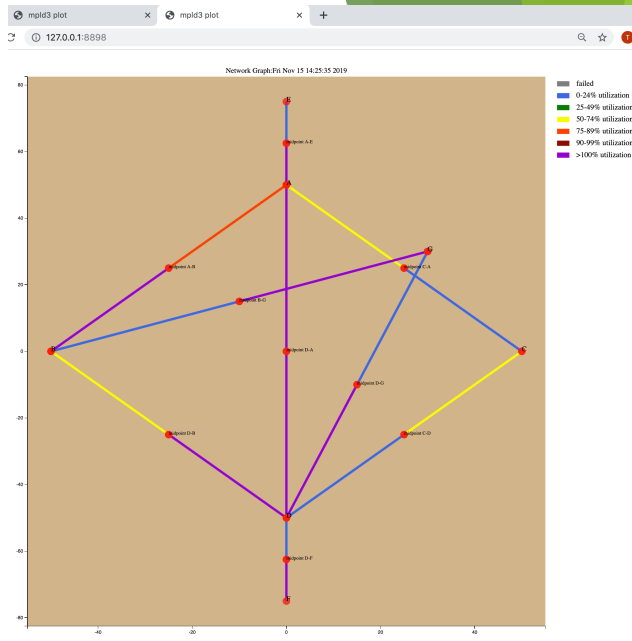 mpld3 plot
mpld3 plot
127.0.0.1:8898
T
Network Graph:Fri Nov 15 14:25:35 2019
failed
0-24% utilization
25-49% utilization
50-74% utilization
75-89% utilization
90-99% utilization
>100% utilization
80
60
40
20
0
-20
-40
-60
-80
-40
-20
0
20
40
E
midpoint A-E
A
midpoint A-B
midpoint C-A
G
midpoint B-G
B
midpoint D-A
C
midpoint D-G
midpoint D-B
midpoint C-D
D
midpoint D-F
F